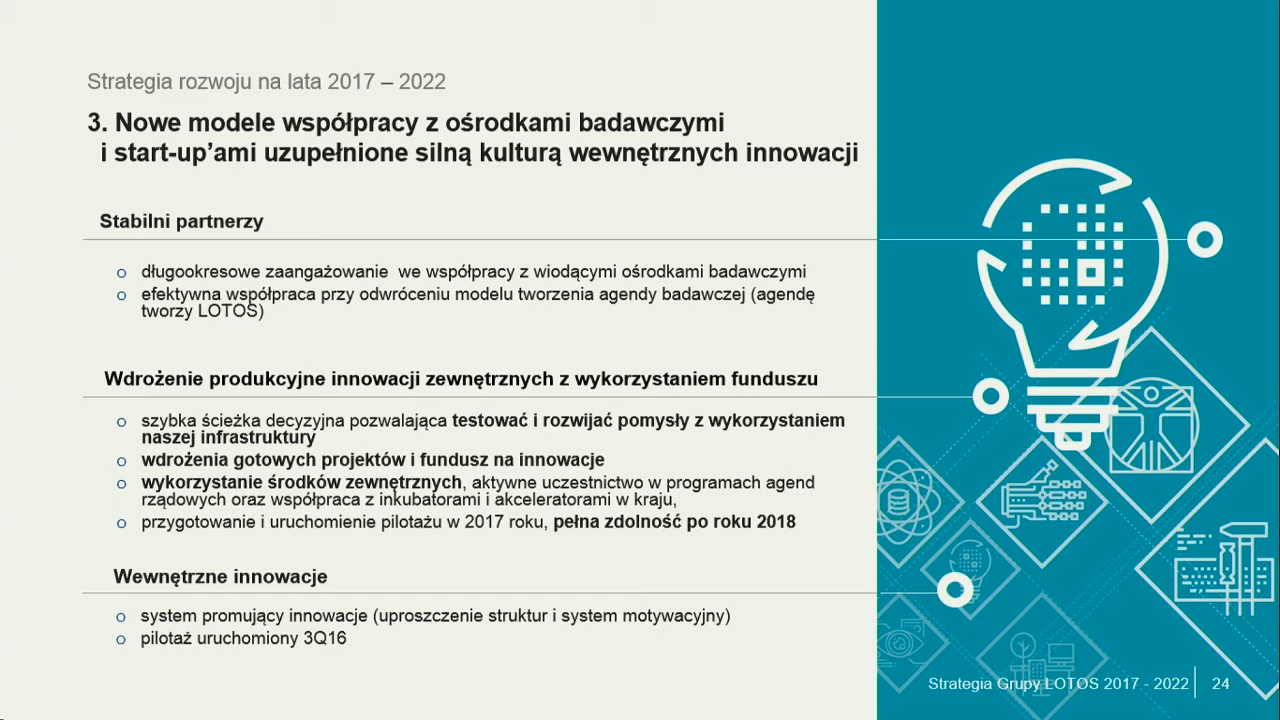 Strategia rozwoju na lata 2017 – 2022
3. Nowe modele współpracy z ośrodkami badawczymi
i start-up’ami uzupełnione silną kulturą wewnętrznych innowacji
Stabilni partnerzy
o długookresowe zaangażowanie we współpracy z wiodącymi ośrodkami badawczymi
o efektywna współpraca przy odwróceniu modelu tworzenia agendy badawczej (agendę
tworzy LOTOS)
Wdrożenie produkcyjne innowacji zewnętrznych z wykorzystaniem funduszu
o szybka ścieżka decyzyjna pozwalająca testować i rozwijać pomysły z wykorzystaniem
naszej infrastruktury
o wdrożenia gotowych projektów i fundusz na innowacje
o wykorzystanie środków zewnętrznych, aktywne uczestnictwo w programach agend
rządowych oraz współpraca z inkubatorami i akceleratorami w kraju,
o przygotowanie i uruchomienie pilotażu w 2017 roku, pełna zdolność po roku 2018
Wewnętrzne innowacje
o system promujący innowacje (uproszczenie struktur i system motywacyjny)
o pilotaż uruchomiony 3Q16
Strategia Grupy LOTOS 2017 - 2022 24